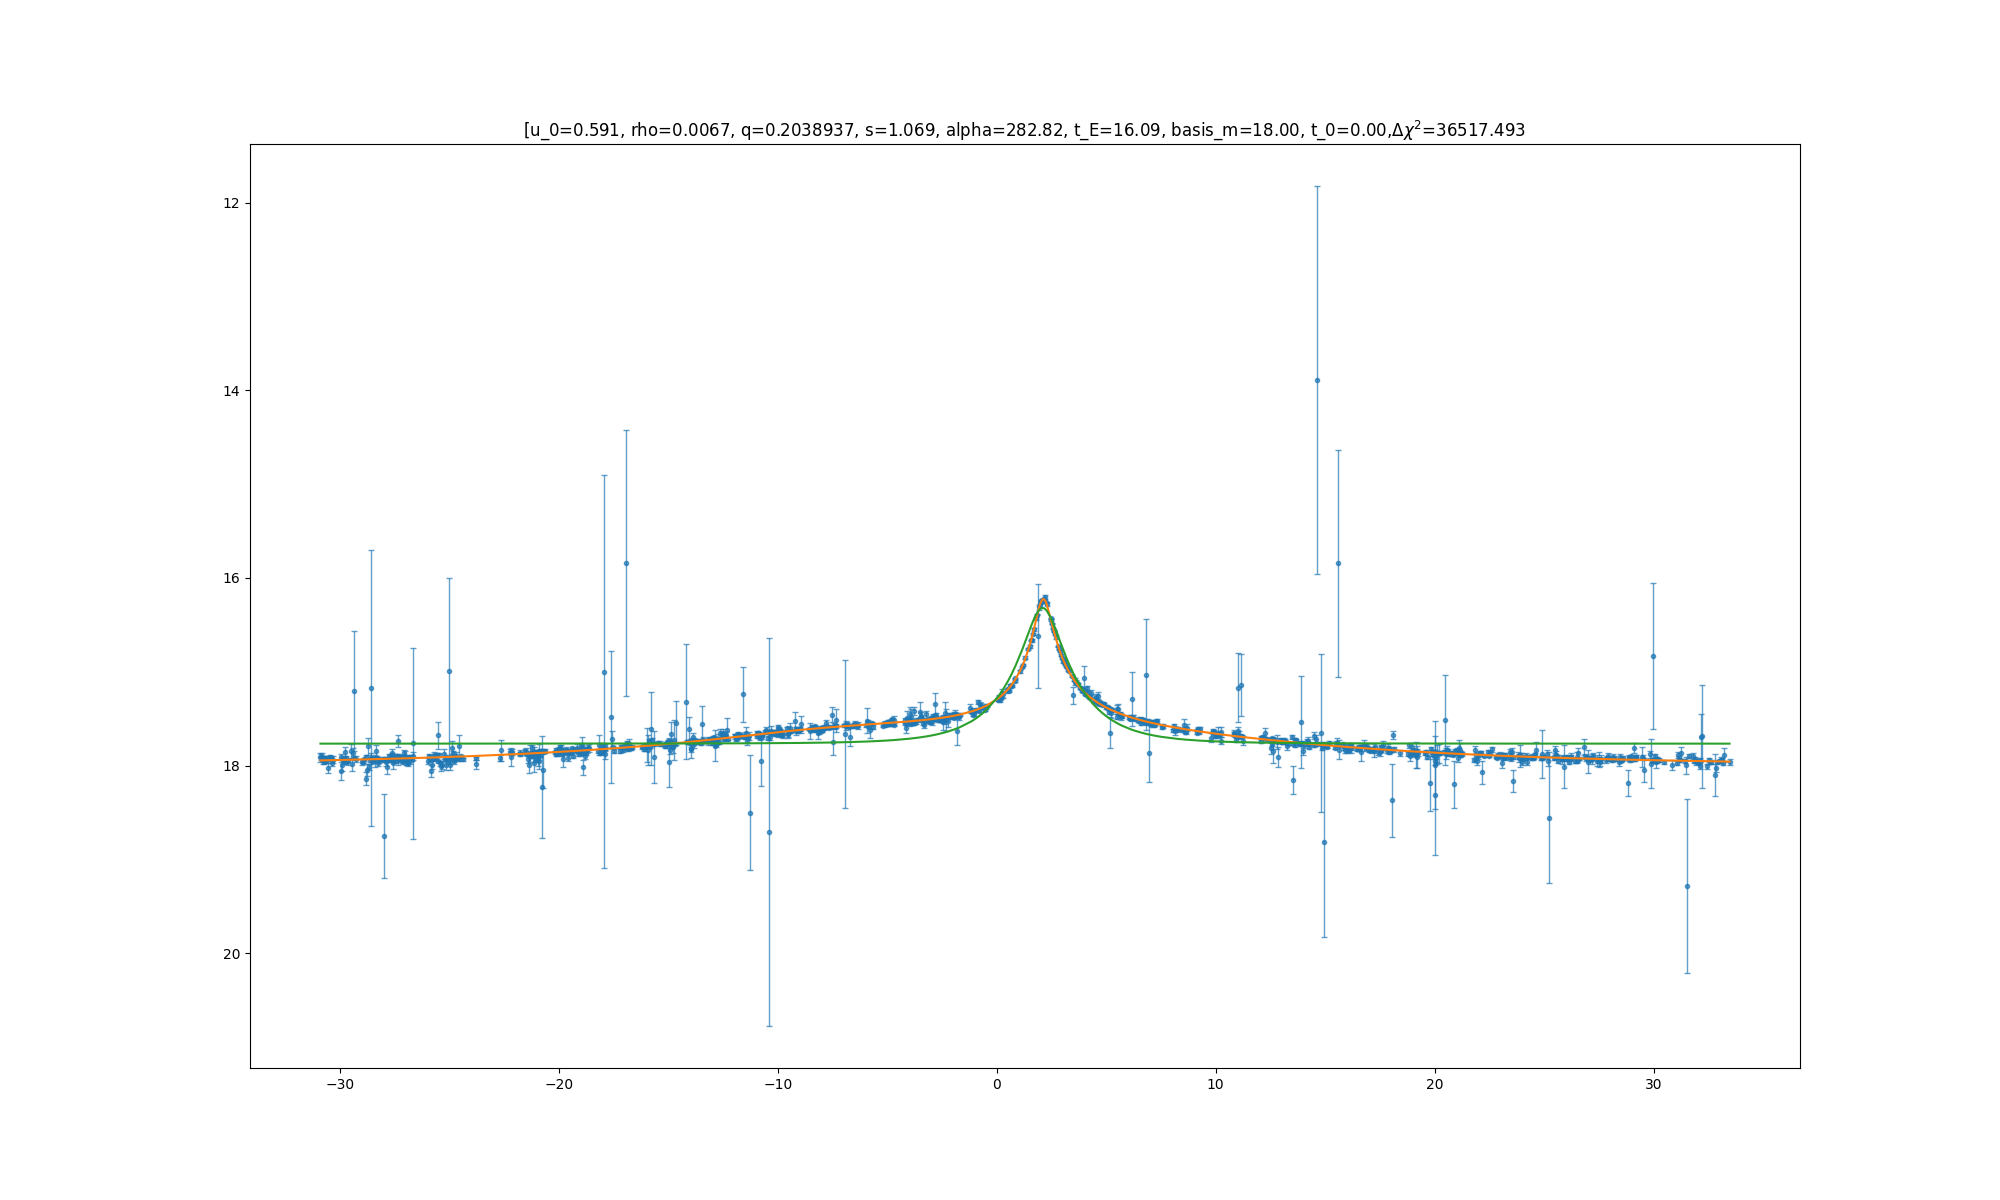 [u_0=0.591, rho=0.0067, q=0.2038937, s=1.069, alpha=282.82, t_E=16.09, basis_m=18.00, t_0=0.00,Δχ²=36517.493
12
14
16
18
20
−30 −20 −10 0 10 20 30